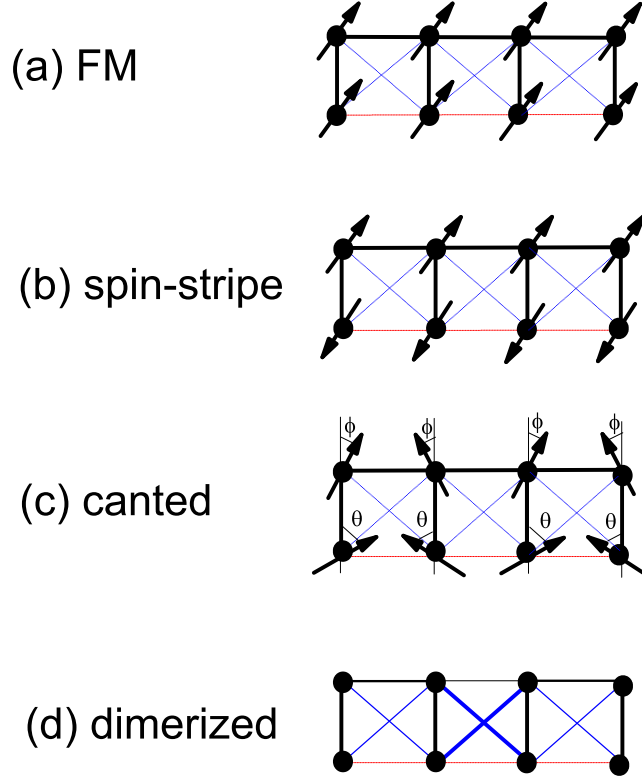 (a) FM
(b) spin-stripe
ϕ ϕ ϕ ϕ
(c) canted
θ θ θ θ
(d) dimerized